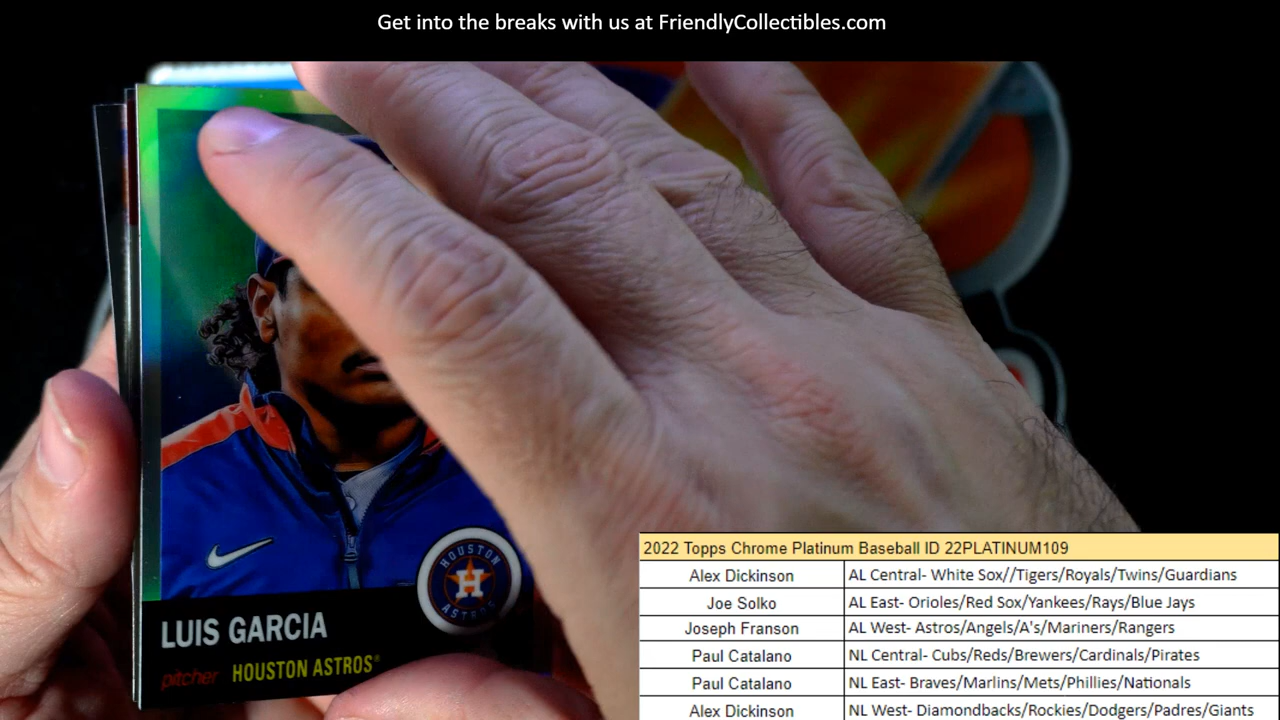 Get into the breaks with us at FriendlyCollectibles.com
HOUSTON
H
ASTROS
LUIS GARCIA
pitcher HOUSTON ASTROS®
2022 Topps Chrome Platinum Baseball ID 22PLATINUM109
Alex Dickinson AL Central- White Sox//Tigers/Royals/Twins/Guardians
Joe Solko AL East- Orioles/Red Sox/Yankees/Rays/Blue Jays
Joseph Franson AL West- Astros/Angels/A's/Mariners/Rangers
Paul Catalano NL Central- Cubs/Reds/Brewers/Cardinals/Pirates
Paul Catalano NL East- Braves/Marlins/Mets/Phillies/Nationals
Alex Dickinson NL West- Diamondbacks/Rockies/Dodgers/Padres/Giants